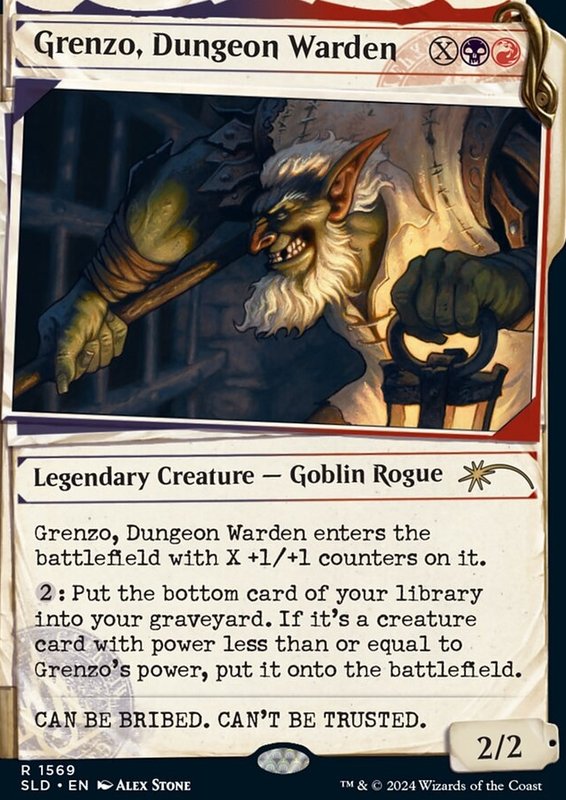 Grenzo, Dungeon Warden X
Legendary Creature — Goblin Rogue
Grenzo, Dungeon Warden enters the
battlefield with X +1/+1 counters on it.
2: Put the bottom card of your library
into your graveyard. If it's a creature
card with power less than or equal to
Grenzo's power, put it onto the battlefield.
CAN BE BRIBED. CAN'T BE TRUSTED.
2/2
R 1569
SLD • EN ALEX STONE
™ & © 2024 Wizards of the Coast